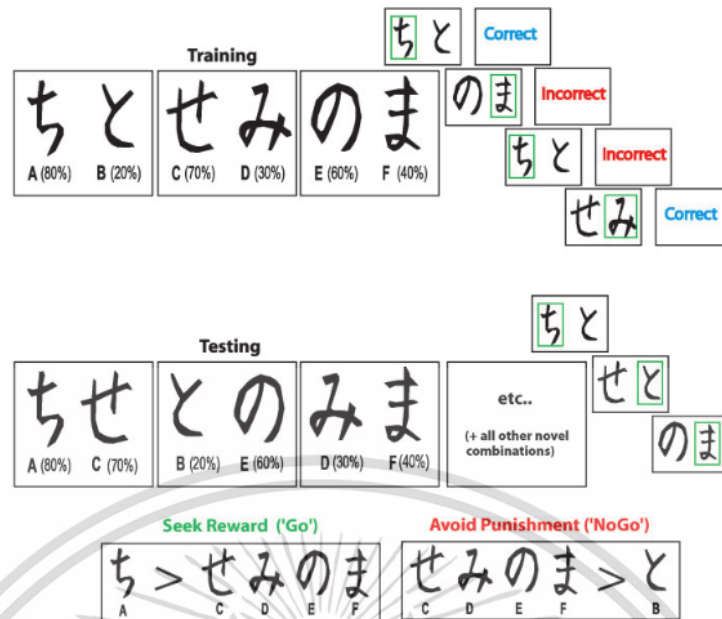 ちと Correct
Training
のま Incorrect
ちと せみ のま
A (80%) B (20%) C (70%) D (30%) E (60%) F (40%)
ちと Incorrect
せみ Correct
ちと
Testing
せと
ちせ との みま
etc..
(+ all other novel
combinations)
のま
A (80%) C (70%) B (20%) E (60%) D (30%) F (40%)
Seek Reward ('Go') Avoid Punishment ('NoGo')
ち > せみのま せみのま > と
A C D E F C D E F B